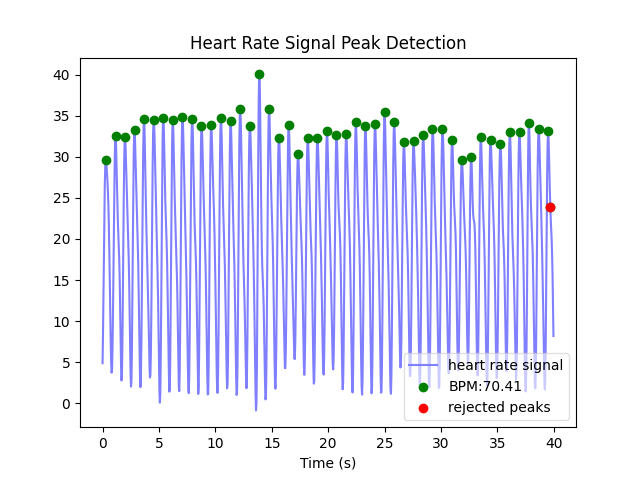 Heart Rate Signal Peak Detection
40
35
30
25
20
15
10
5
0
heart rate signal
BPM:70.41
rejected peaks
0 5 10 15 20 25 30 35 40
Time (s)